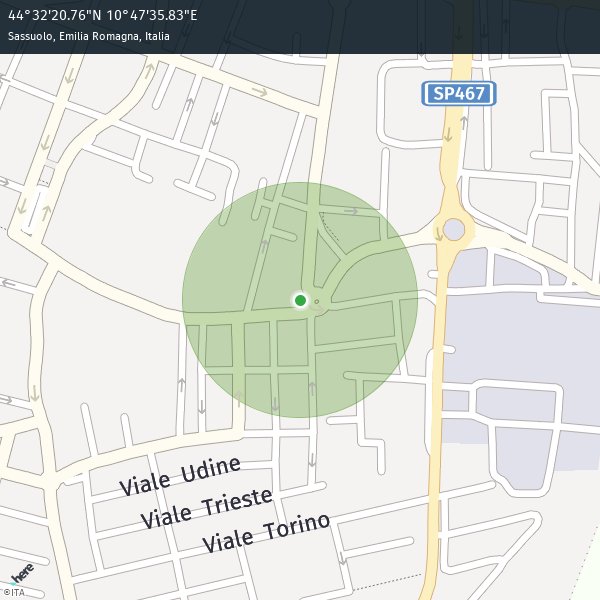 44°32'20.76"N 10°47'35.83"E
Sassuolo, Emilia Romagna, Italia
SP467
Viale Udine
Viale Trieste
Viale Torino
here
©ITA